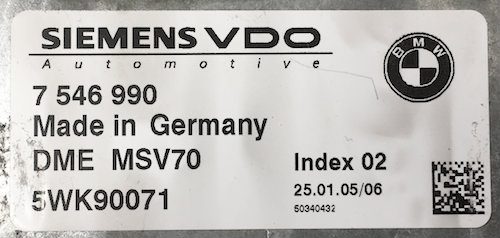 SIEMENS VDO
Automotive
BMW
7 546 990
Made in Germany
DME MSV70 Index 02
5WK90071 25.01.05/06
50340432